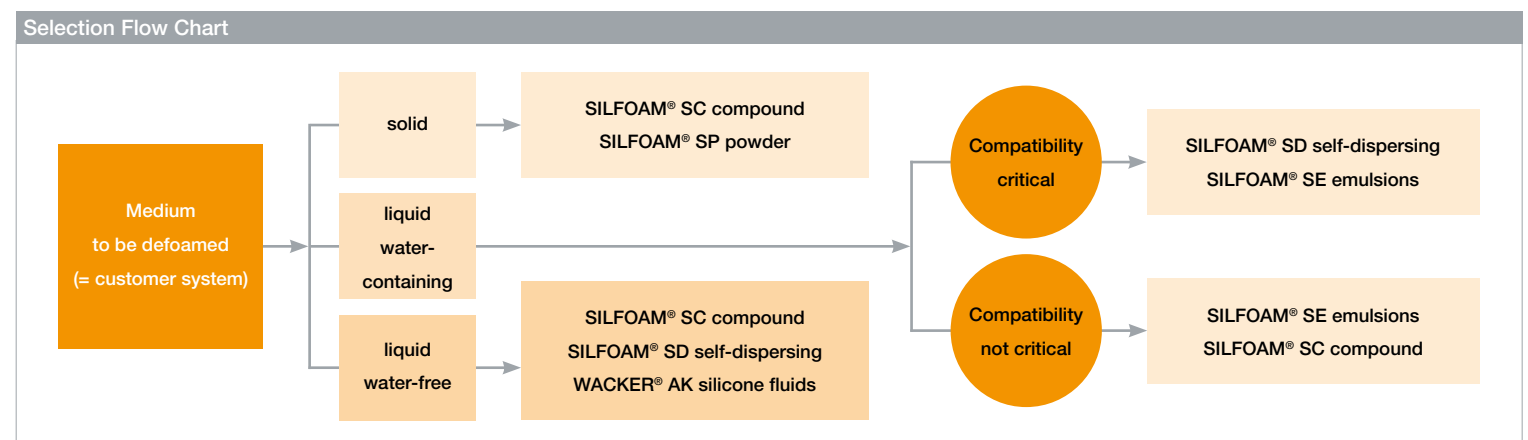 Selection Flow Chart
Medium
to be defoamed
(= customer system)
solid
SILFOAM® SC compound
SILFOAM® SP powder
liquid
water-
containing
liquid
water-free
SILFOAM® SC compound
SILFOAM® SD self-dispersing
WACKER® AK silicone fluids
Compatibility
critical
SILFOAM® SD self-dispersing
SILFOAM® SE emulsions
Compatibility
not critical
SILFOAM® SE emulsions
SILFOAM® SC compound